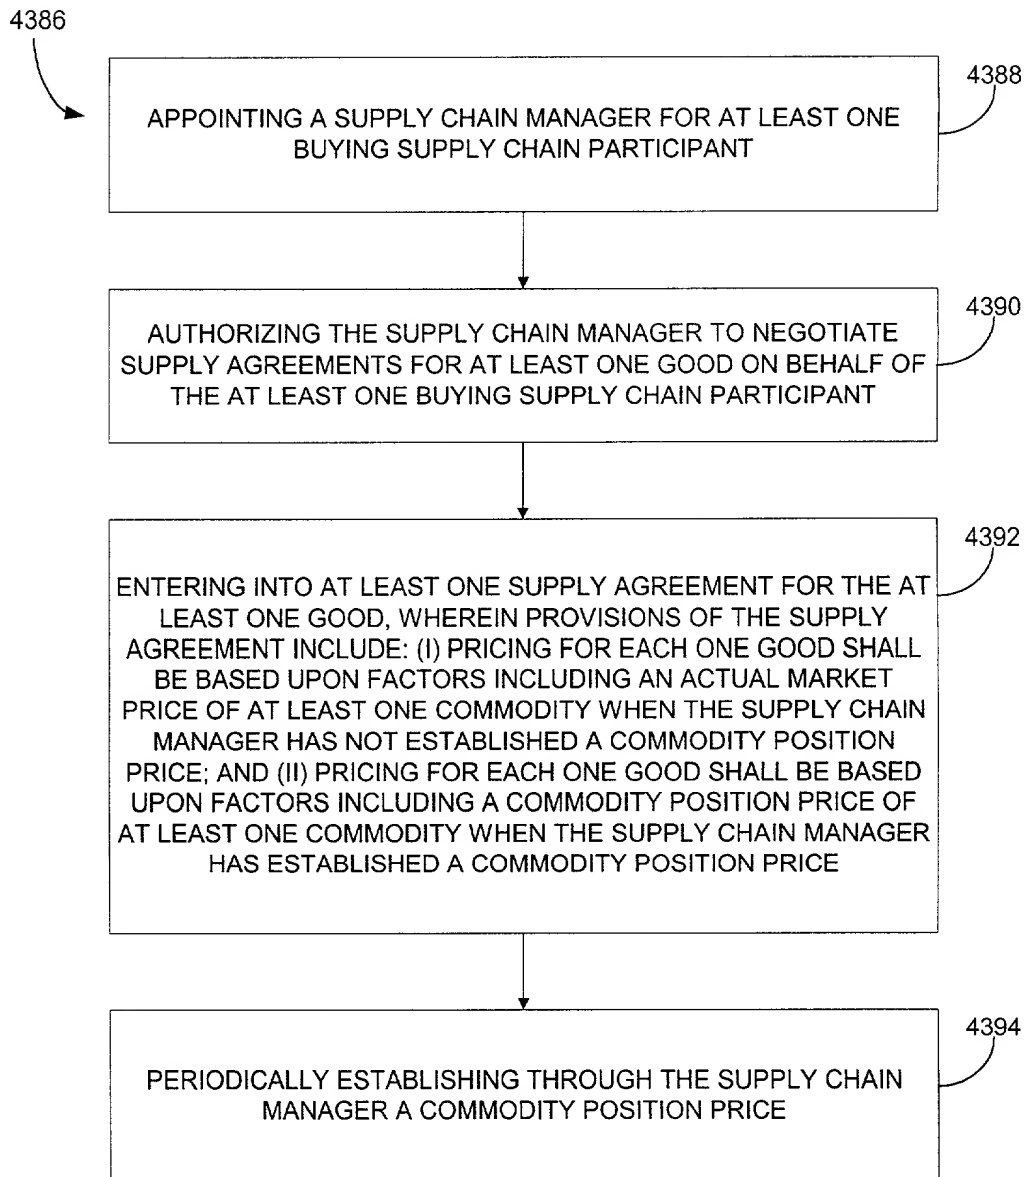 4386
4388
APPOINTING A SUPPLY CHAIN MANAGER FOR AT LEAST ONE
BUYING SUPPLY CHAIN PARTICIPANT
4390
AUTHORIZING THE SUPPLY CHAIN MANAGER TO NEGOTIATE
SUPPLY AGREEMENTS FOR AT LEAST ONE GOOD ON BEHALF OF
THE AT LEAST ONE BUYING SUPPLY CHAIN PARTICIPANT
4392
ENTERING INTO AT LEAST ONE SUPPLY AGREEMENT FOR THE AT
LEAST ONE GOOD, WHEREIN PROVISIONS OF THE SUPPLY
AGREEMENT INCLUDE: (I) PRICING FOR EACH ONE GOOD SHALL
BE BASED UPON FACTORS INCLUDING AN ACTUAL MARKET
PRICE OF AT LEAST ONE COMMODITY WHEN THE SUPPLY CHAIN
MANAGER HAS NOT ESTABLISHED A COMMODITY POSITION
PRICE; AND (II) PRICING FOR EACH ONE GOOD SHALL BE BASED
UPON FACTORS INCLUDING A COMMODITY POSITION PRICE OF
AT LEAST ONE COMMODITY WHEN THE SUPPLY CHAIN MANAGER
HAS ESTABLISHED A COMMODITY POSITION PRICE
4394
PERIODICALLY ESTABLISHING THROUGH THE SUPPLY CHAIN
MANAGER A COMMODITY POSITION PRICE